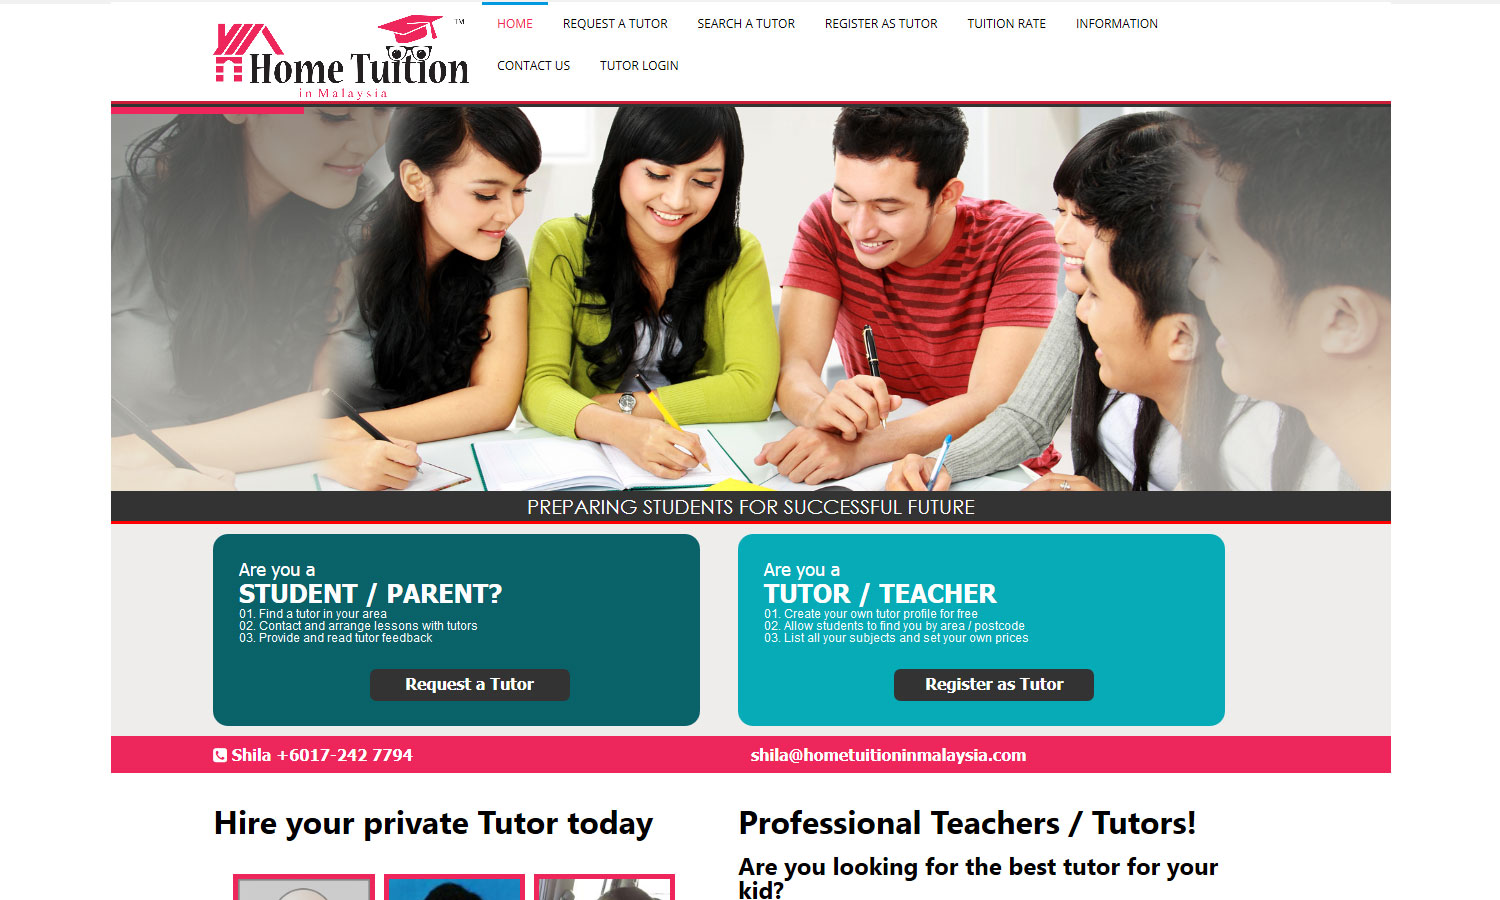 Home Tuition
TM
in Malaysia
HOME
REQUEST A TUTOR
SEARCH A TUTOR
REGISTER AS TUTOR
TUITION RATE
INFORMATION
CONTACT US
TUTOR LOGIN
PREPARING STUDENTS FOR SUCCESSFUL FUTURE
Are you a
STUDENT / PARENT?
01. Find a tutor in your area
02. Contact and arrange lessons with tutors
03. Provide and read tutor feedback
Request a Tutor
Are you a
TUTOR / TEACHER
01. Create your own tutor profile for free
02. Allow students to find you by area / postcode
03. List all your subjects and set your own prices
Register as Tutor
Shila +6017-242 7794
shila@hometuitioninmalaysia.com
Hire your private Tutor today
Professional Teachers / Tutors!
Are you looking for the best tutor for your
kid?